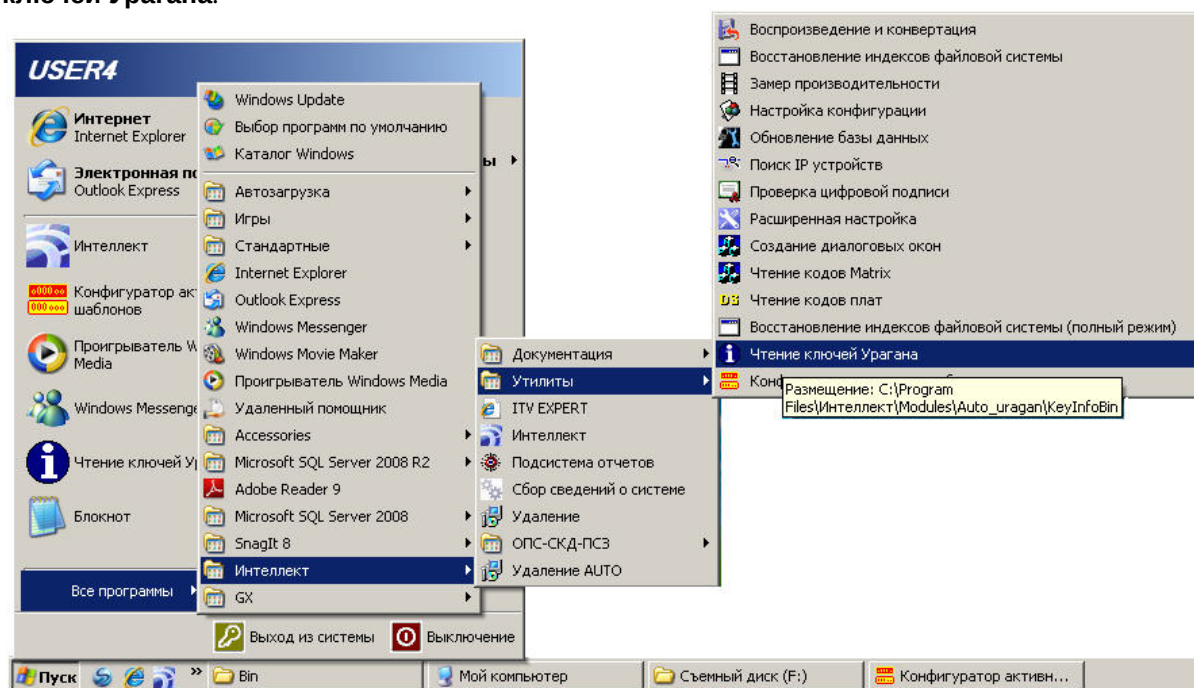 ключей Урагана.
USER4
Интернет
Internet Explorer
Электронная по
Outlook Express
Интеллект
Конфигуратор ак
шаблонов
Проигрыватель W
Media
Windows Messenge
Чтение ключей У
Блокнот
Все программы
Выход из системы
Выключение
ы
Windows Update
Выбор программ по умолчанию
Каталог Windows
Автозагрузка
Игры
Стандартные
Internet Explorer
Outlook Express
Windows Messenger
Windows Movie Maker
Проигрыватель Windows Media
Удаленный помощник
Accessories
Microsoft SQL Server 2008 R2
Adobe Reader 9
Microsoft SQL Server 2008
SnagIt 8
Интеллект
GX
Документация
Утилиты
ITV EXPERT
Интеллект
Подсистема отчетов
Сбор сведений о системе
Удаление
ОПС-СКД-ПСЗ
Удаление AUTO
Воспроизведение и конвертация
Восстановление индексов файловой системы
Замер производительности
Настройка конфигурации
Обновление базы данных
Поиск IP устройств
Проверка цифровой подписи
Расширенная настройка
Создание диалоговых окон
Чтение кодов Matrix
Чтение кодов плат
Восстановление индексов файловой системы (полный режим)
Чтение ключей Урагана
Конф
Размещение: C:\Program
Files\Интеллект\Modules\Auto_uragan\KeyInfoBin
Пуск
»
Bin
Мой компьютер
Съемный диск (F:)
Конфигуратор активн...